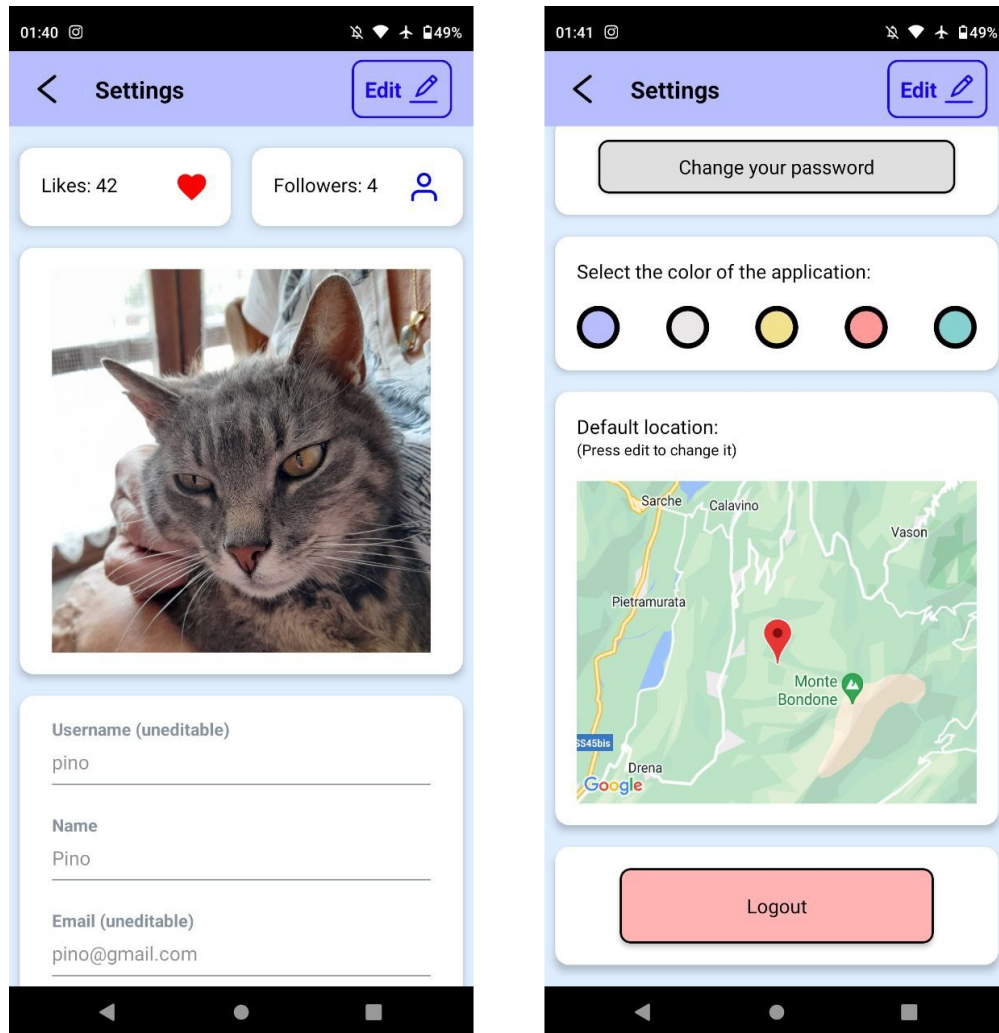 01:40
49%
Settings
Edit
Likes: 42
Followers: 4
Username (uneditable)
pino
Name
Pino
Email (uneditable)
pino@gmail.com
01:41
49%
Settings
Edit
Change your password
Select the color of the application:
Default location:
(Press edit to change it)
Sarche
Calavino
Vason
Pietramurata
Monte
Bondone
SS45bis
Drena
Google
Logout